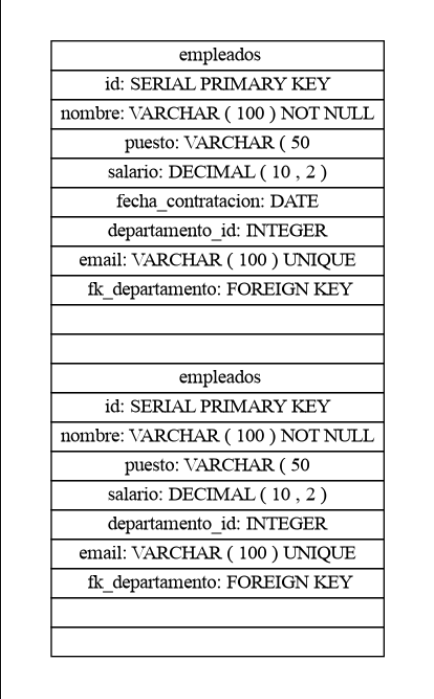 empleados
id: SERIAL PRIMARY KEY
nombre: VARCHAR ( 100 ) NOT NULL
puesto: VARCHAR ( 50
salario: DECIMAL ( 10 , 2 )
fecha_contratacion: DATE
departamento_id: INTEGER
email: VARCHAR ( 100 ) UNIQUE
fk_departamento: FOREIGN KEY
empleados
id: SERIAL PRIMARY KEY
nombre: VARCHAR ( 100 ) NOT NULL
puesto: VARCHAR ( 50
salario: DECIMAL ( 10 , 2 )
departamento_id: INTEGER
email: VARCHAR ( 100 ) UNIQUE
fk_departamento: FOREIGN KEY